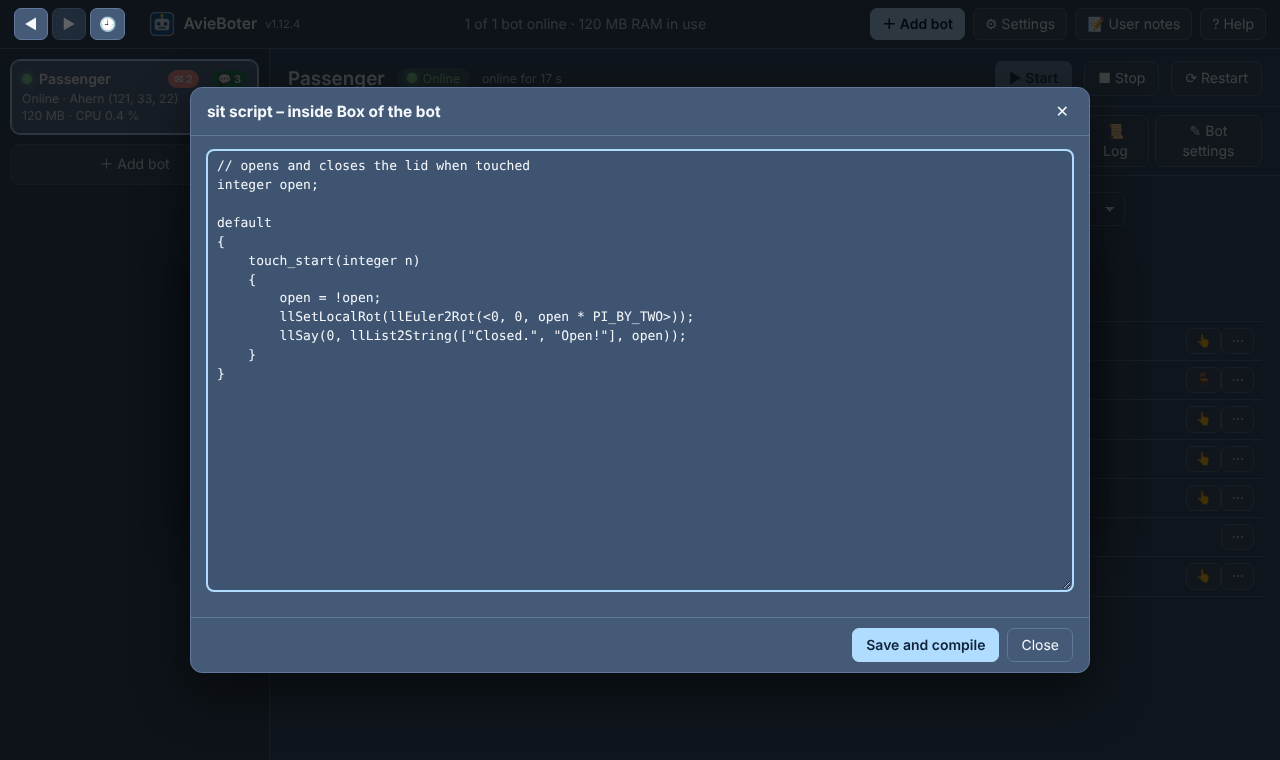 AvieBoter v1.12.4
1 of 1 bot online · 120 MB RAM in use
+ Add bot
⚙ Settings
📝 User notes
? Help
Passenger
✉ 2
💬 3
Online · Ahern (121, 33, 22)
120 MB · CPU 0.4 %
+ Add bot
Passenger
Online
online for 17 s
▶ Start
■ Stop
⟳ Restart
📜 Log
✎ Bot settings
sit script – inside Box of the bot
✕
// opens and closes the lid when touched
integer open;

default
{
    touch_start(integer n)
    {
        open = !open;
        llSetLocalRot(llEuler2Rot(<0, 0, open * PI_BY_TWO>));
        llSay(0, llList2String(["Closed.", "Open!"], open));
    }
}
Save and compile
Close